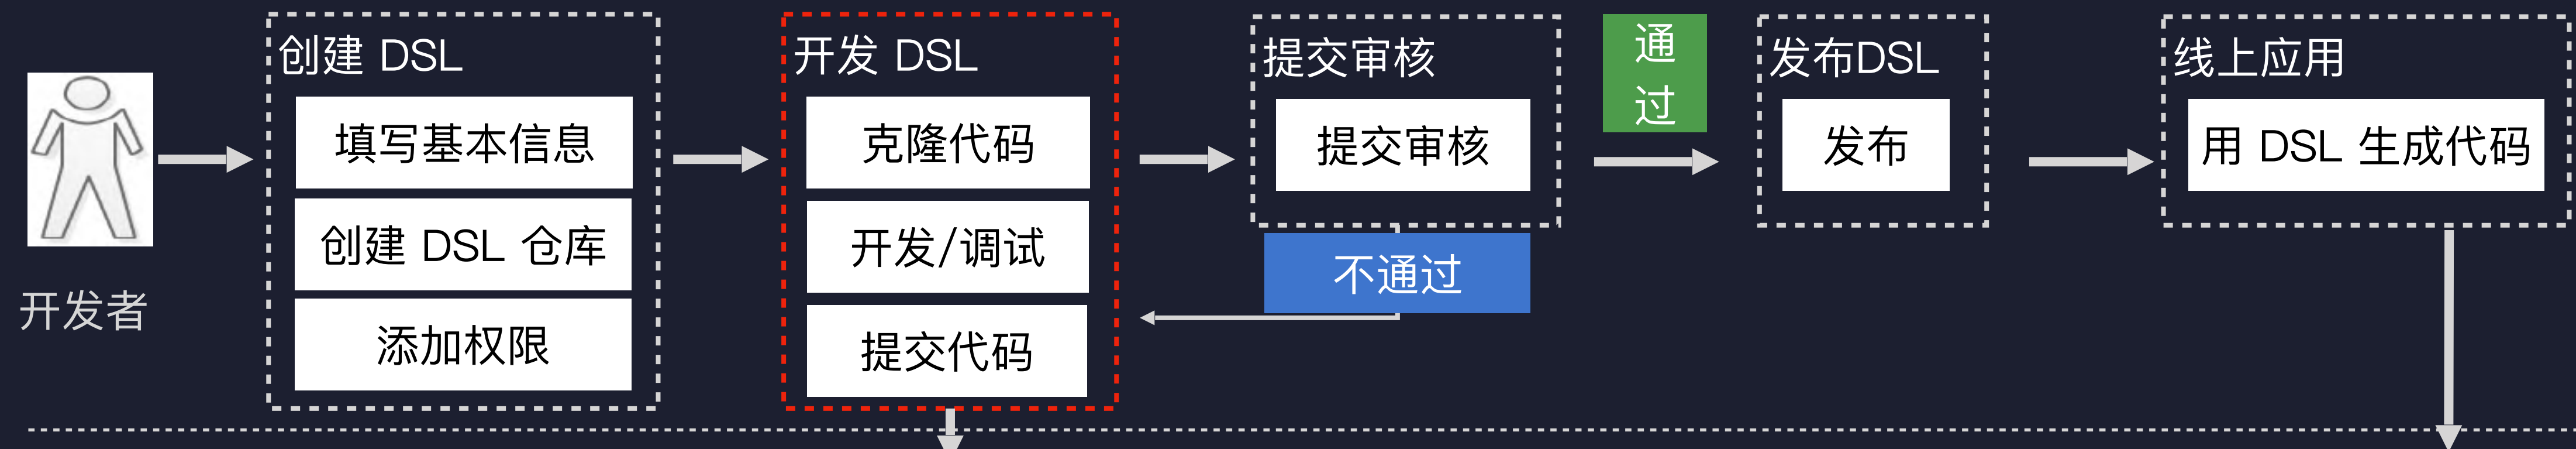 开发者
创建 DSL
填写基本信息
创建 DSL 仓库
添加权限
开发 DSL
克隆代码
开发/调试
提交代码
提交审核
提交审核
不通过
通
过
发布DSL
发布
线上应用
用 DSL 生成代码